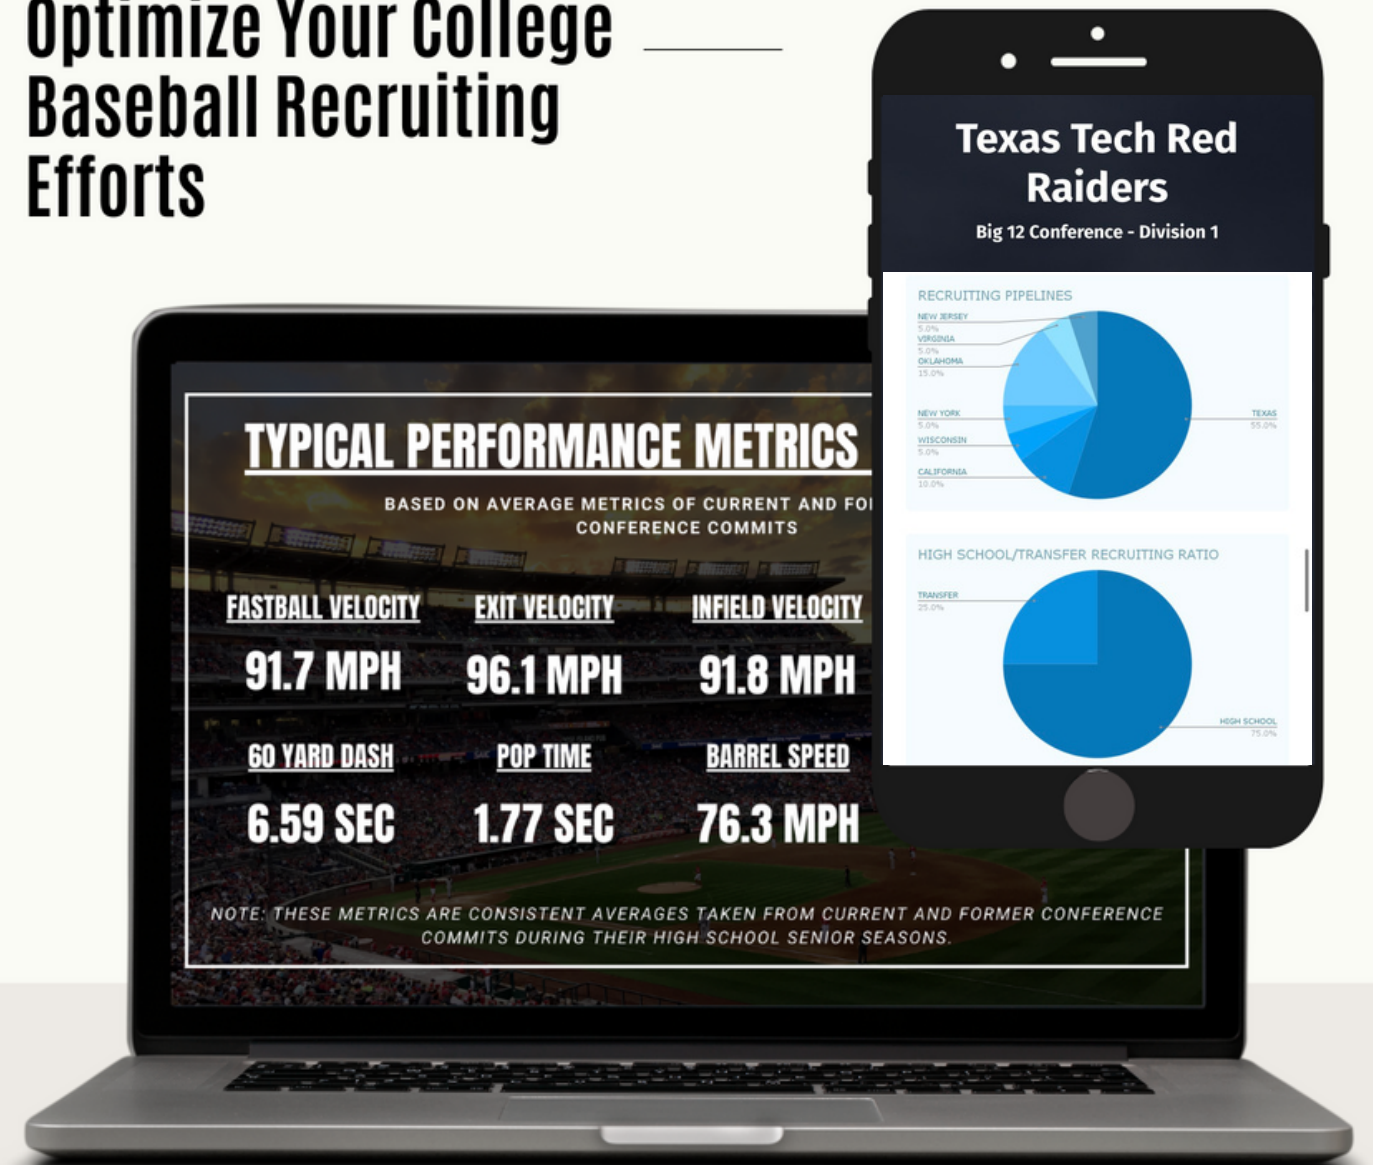 Optimize Your College
Baseball Recruiting
Efforts
Texas Tech Red
Raiders
Big 12 Conference - Division 1
RECRUITING PIPELINES
NEW JERSEY
5.0%
VIRGINIA
5.0%
OKLAHOMA
15.0%
NEW YORK
5.0%
WISCONSIN
5.0%
CALIFORNIA
10.0%
TEXAS
55.0%
HIGH SCHOOL/TRANSFER RECRUITING RATIO
TRANSFER
25.0%
HIGH SCHOOL
75.0%
TYPICAL PERFORMANCE METRICS
BASED ON AVERAGE METRICS OF CURRENT AND
CONFERENCE COMMITS
FASTBALL VELOCITY EXIT VELOCITY INFIELD VELOCITY
91.7 MPH 96.1 MPH 91.8 MPH
60 YARD DASH POP TIME BARREL SPEED
6.59 SEC 1.77 SEC 76.3 MPH
NOTE: THESE METRICS ARE CONSISTENT AVERAGES TAKEN FROM CURRENT AND FORMER CONFERENCE
COMMITS DURING THEIR HIGH SCHOOL SENIOR SEASONS.